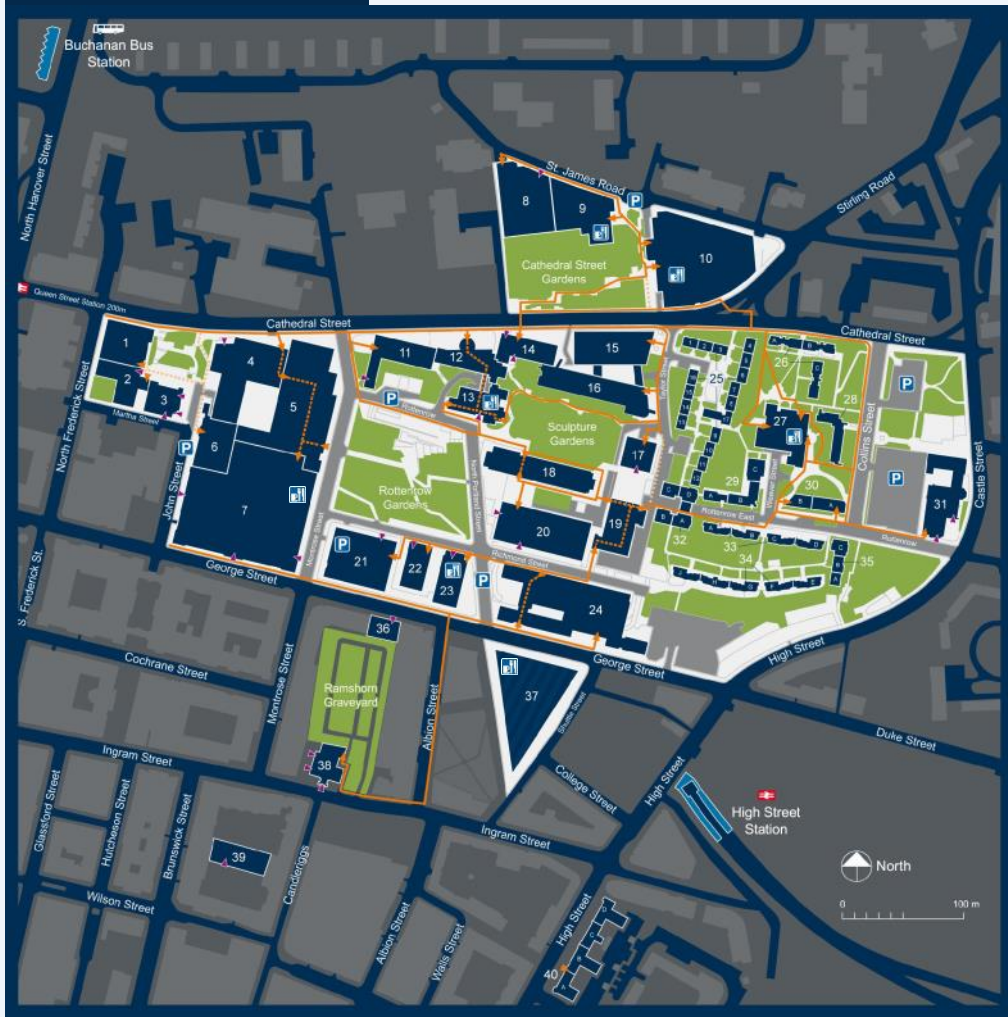 Buchanan Bus
Station
North Hanover Street
St. James Road
P
Stirling Road
8
9
10
Cathedral Street
Gardens
Queen Street Station 200m
Cathedral Street
Cathedral Street
1
2
3
4
5
6
7
11
12
13
14
15
16
17
18
19
20
21
22
23
24
25
26
27
28
29
30
31
32
33
34
35
36
37
38
39
40
Martha Street
North Frederick Street
John Street
P
P
Rottenrow
Sculpture
Gardens
Rottenrow
Gardens
North Portland Street
Montrose Street
Taylor Street
Weaver Street
Collins Street
P
P
Castle Street
Rottenrow East
Rottenrow
Richmond Street
P
P
George Street
George Street
High Street
S. Frederick St.
Cochrane Street
Montrose Street
Ramshorn
Graveyard
Albion Street
Shuttle Street
Duke Street
Ingram Street
College Street
High Street
High Street
Station
Glassford Street
Hutcheson Street
Brunswick Street
Candleriggs
Ingram Street
Wilson Street
Albion Street
Walls Street
High Street
A
B
C
D
North
0
100 m